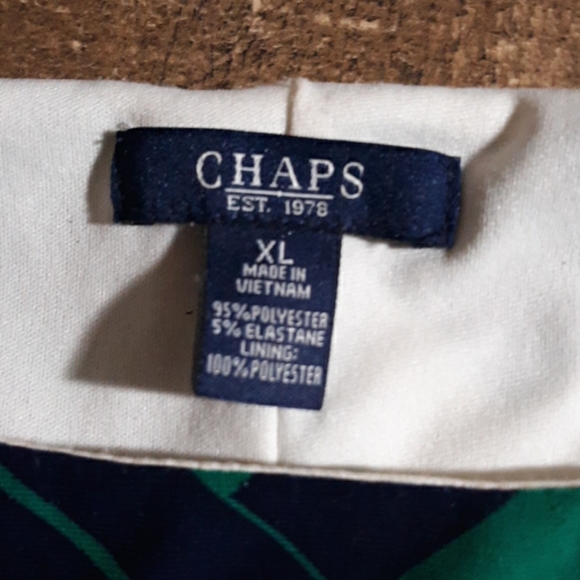 CHAPS
EST. 1978
XL
MADE IN
VIETNAM
95% POLYESTER
5% ELASTANE
LINING:
100% POLYESTER